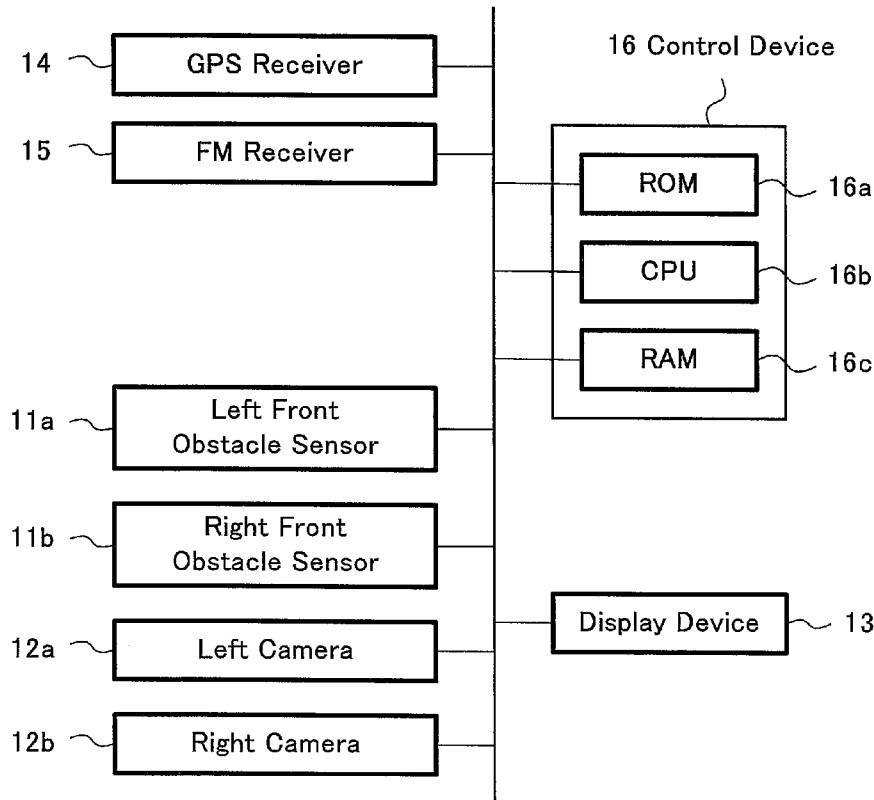 14 GPS Receiver
15 FM Receiver
16 Control Device
ROM 16a
CPU 16b
RAM 16c
11a Left Front
Obstacle Sensor
11b Right Front
Obstacle Sensor
12a Left Camera
12b Right Camera
Display Device 13